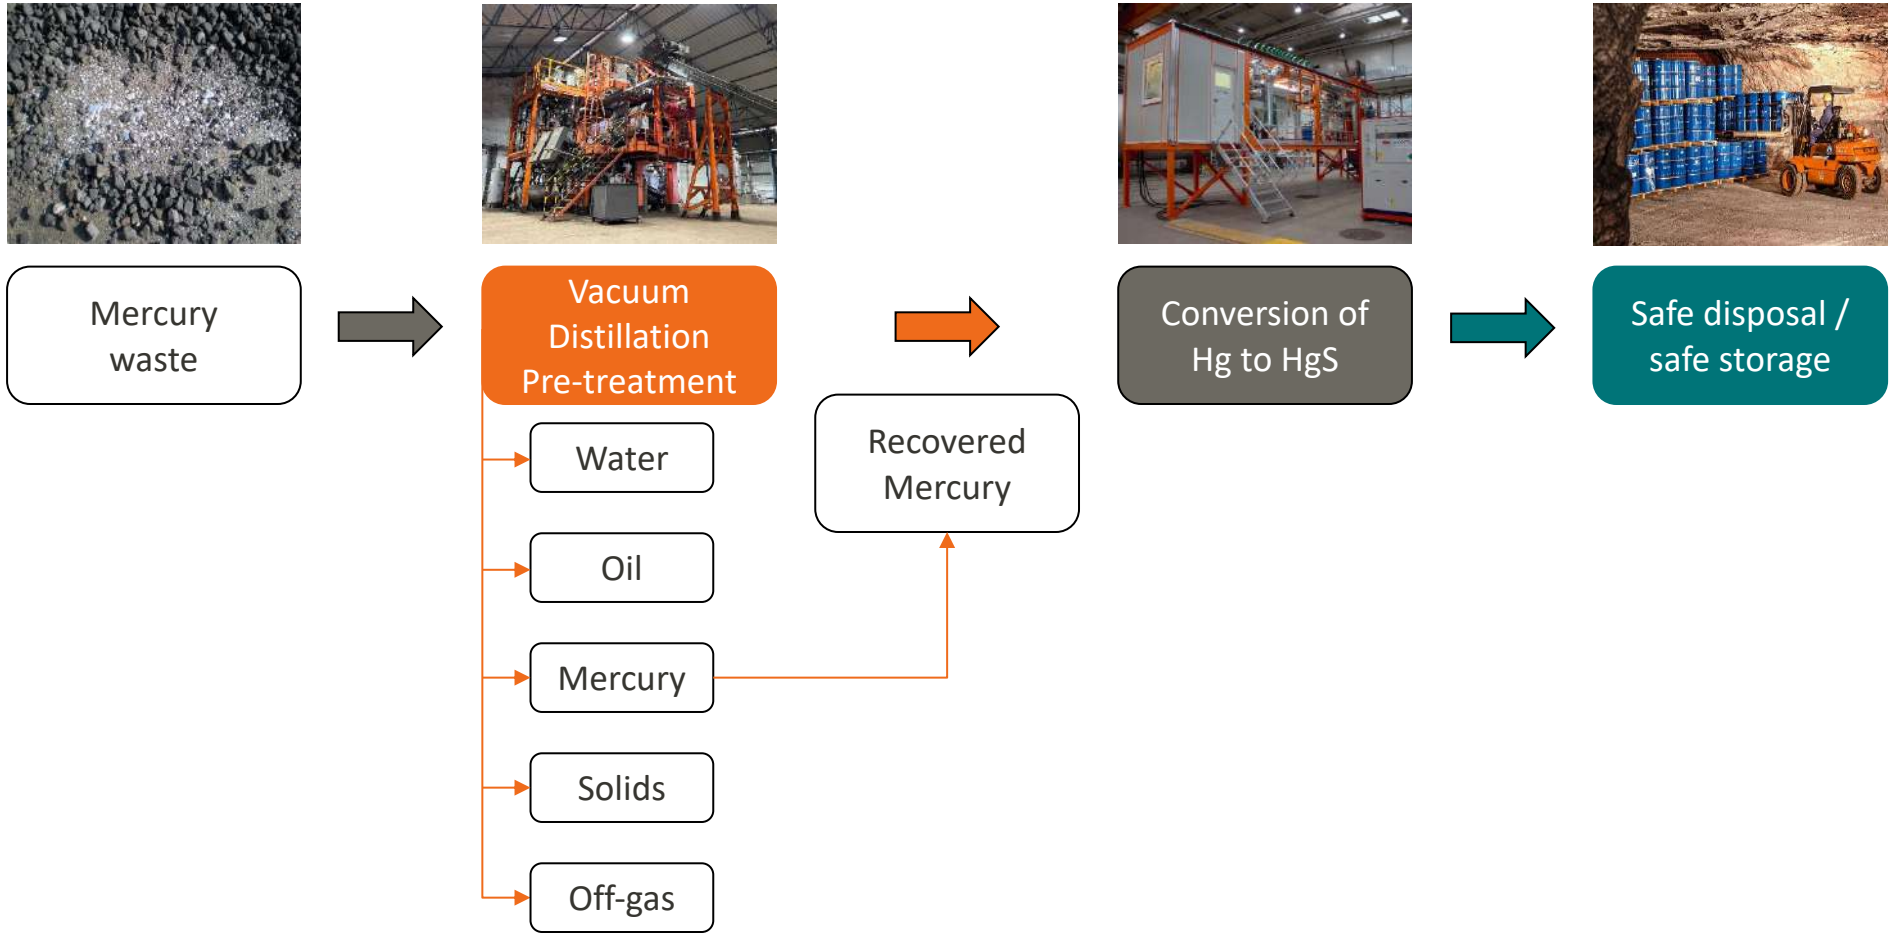 Mercury
waste
Vacuum
Distillation
Pre-treatment
Water
Oil
Mercury
Solids
Off-gas
Recovered
Mercury
Conversion of
Hg to HgS
Safe disposal /
safe storage